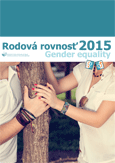 Rodová rovnosť 2015
Gender equality